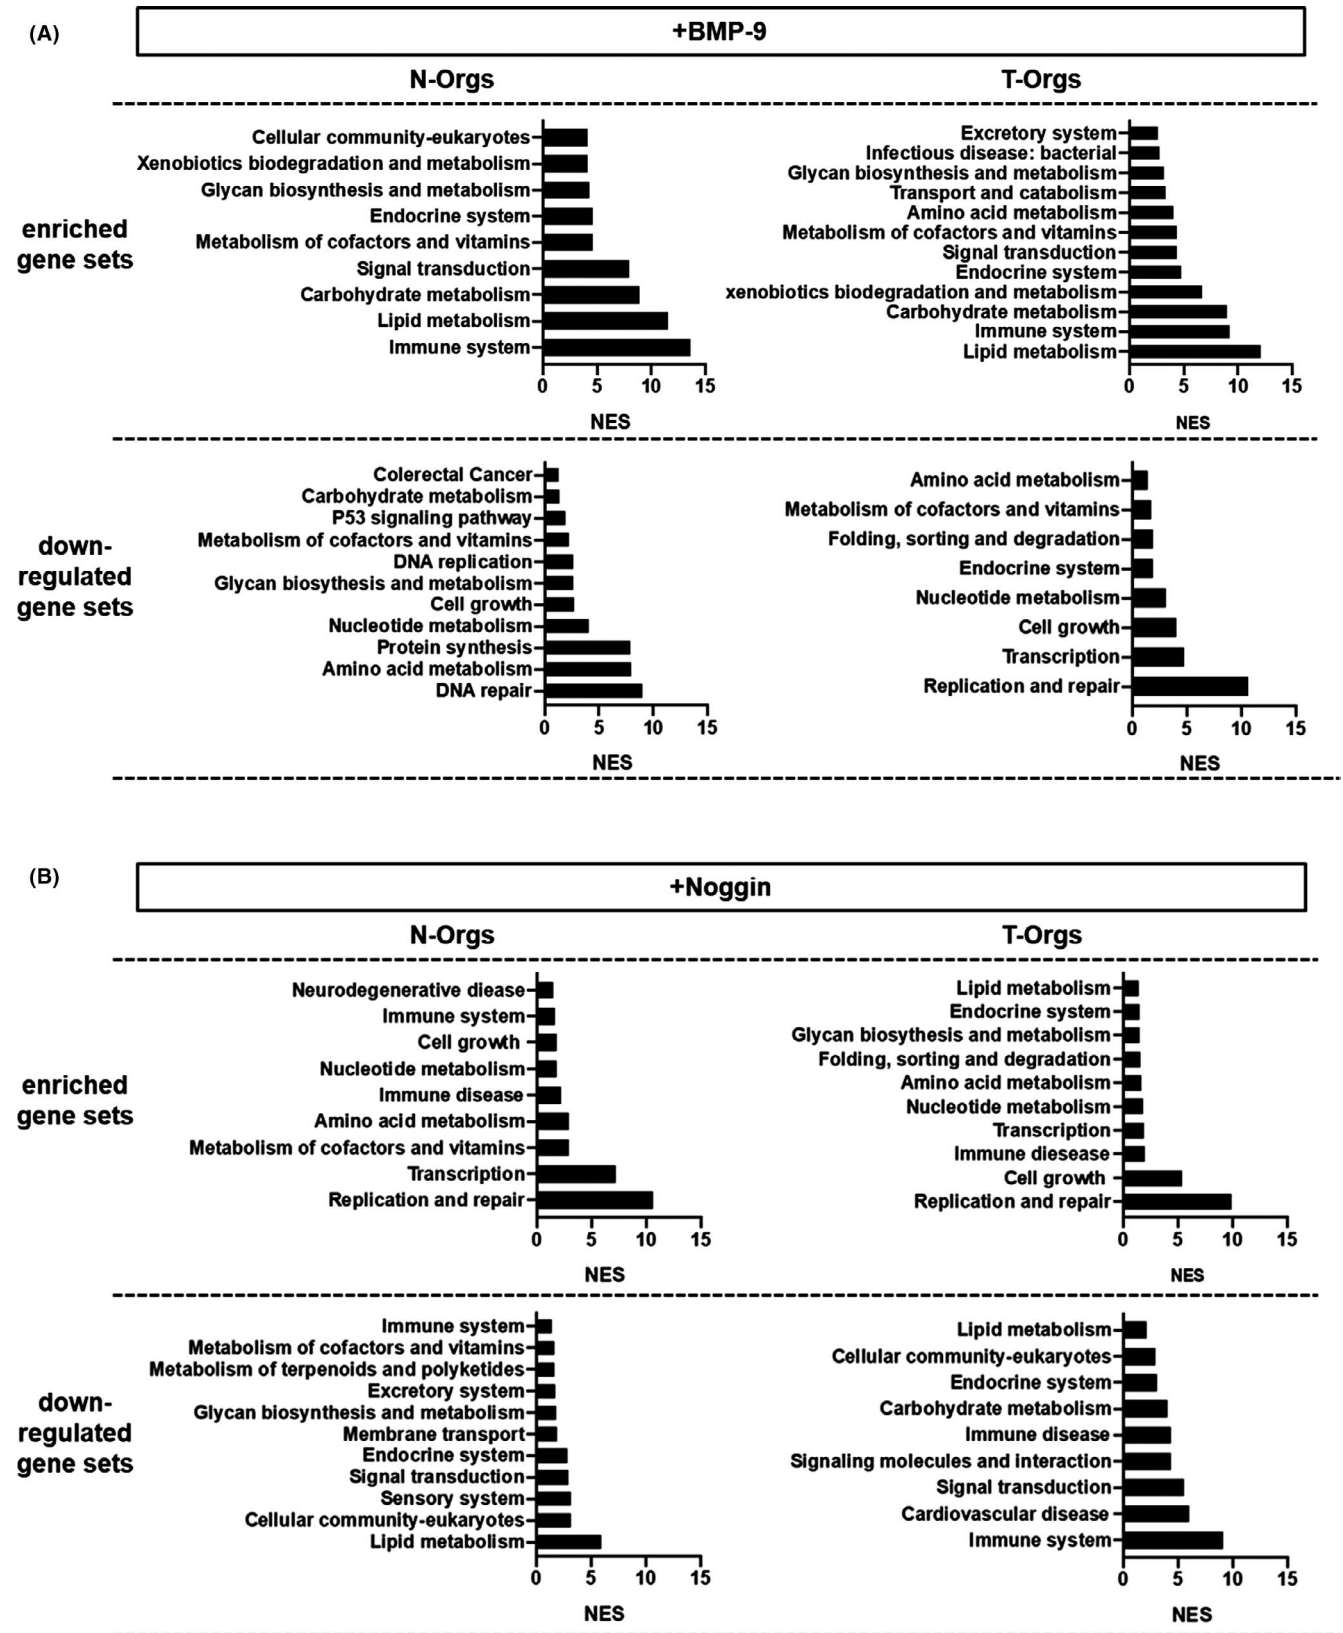 (A)
+BMP-9
N-Orgs
T-Orgs
enriched
gene sets
Cellular community-eukaryotes
Xenobiotics biodegradation and metabolism
Glycan biosynthesis and metabolism
Endocrine system
Metabolism of cofactors and vitamins
Signal transduction
Carbohydrate metabolism
Lipid metabolism
Immune system
0 5 10 15
NES
Excretory system
Infectious disease: bacterial
Glycan biosynthesis and metabolism
Transport and catabolism
Amino acid metabolism
Metabolism of cofactors and vitamins
Signal transduction
Endocrine system
xenobiotics biodegradation and metabolism
Carbohydrate metabolism
Immune system
Lipid metabolism
0 5 10 15
NES
down-
regulated
gene sets
Colerectal Cancer
Carbohydrate metabolism
P53 signaling pathway
Metabolism of cofactors and vitamins
DNA replication
Glycan biosythesis and metabolism
Cell growth
Nucleotide metabolism
Protein synthesis
Amino acid metabolism
DNA repair
0 5 10 15
NES
Amino acid metabolism
Metabolism of cofactors and vitamins
Folding, sorting and degradation
Endocrine system
Nucleotide metabolism
Cell growth
Transcription
Replication and repair
0 5 10 15
NES
(B)
+Noggin
N-Orgs
T-Orgs
enriched
gene sets
Neurodegenerative diease
Immune system
Cell growth
Nucleotide metabolism
Immune disease
Amino acid metabolism
Metabolism of cofactors and vitamins
Transcription
Replication and repair
0 5 10 15
NES
Lipid metabolism
Endocrine system
Glycan biosythesis and metabolism
Folding, sorting and degradation
Amino acid metabolism
Nucleotide metabolism
Transcription
Immune diesease
Cell growth
Replication and repair
0 5 10 15
NES
down-
regulated
gene sets
Immune system
Metabolism of cofactors and vitamins
Metabolism of terpenoids and polyketides
Excretory system
Glycan biosynthesis and metabolism
Membrane transport
Endocrine system
Signal transduction
Sensory system
Cellular community-eukaryotes
Lipid metabolism
0 5 10 15
NES
Lipid metabolism
Cellular community-eukaryotes
Endocrine system
Carbohydrate metabolism
Immune disease
Signaling molecules and interaction
Signal transduction
Cardiovascular disease
Immune system
0 5 10 15
NES